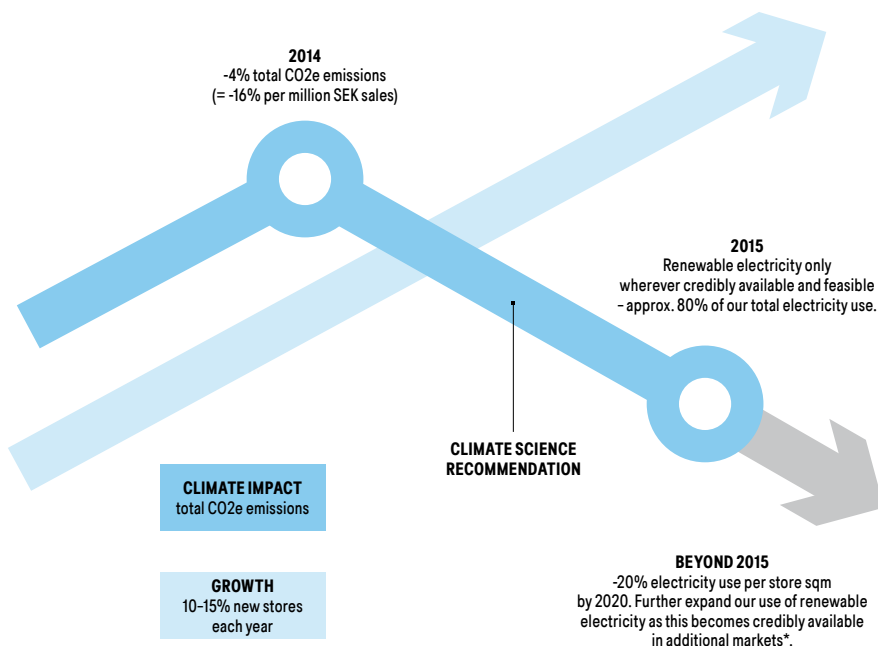 2014
-4% total CO2e emissions
(= -16% per million SEK sales)
2015
Renewable electricity only
wherever credibly available and feasible
– approx. 80% of our total electricity use.
CLIMATE SCIENCE
RECOMMENDATION
CLIMATE IMPACT
total CO2e emissions
GROWTH
10–15% new stores
each year
BEYOND 2015
-20% electricity use per store sqm
by 2020. Further expand our use of renewable
electricity as this becomes credibly available
in additional markets*.